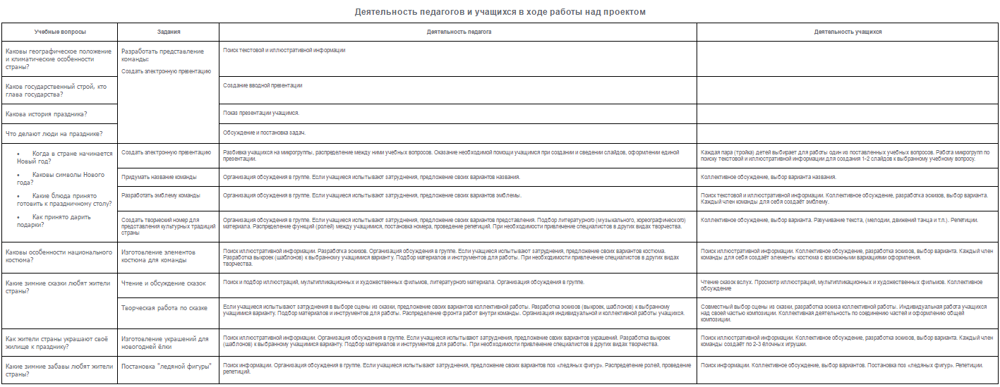 Деятельность педагогов и учащихся в ходе работы над проектом
Учебные вопросы
Задания
Деятельность педагога
Деятельность учащихся
Каковы географическое положение
и климатические особенности
страны?
Разработать представление
команды:
Создать электронную презентацию
Поиск текстовой и иллюстративной информации
Каков государственный строй, кто
глава государства?
Создание вводной презентации
Какова история праздника?
Показ презентации учащимся.
Что делают люди на празднике?
Обсуждение и постановка задач.
• Когда в стране начинается
Новый год?
• Каковы символы Нового
года?
• Какие блюда принято
готовить к праздничному столу?
• Как принято дарить
подарки?
Создать электронную презентацию
Разбивка учащихся на микрогруппы, распределение между ними учебных вопросов. Оказание необходимой помощи учащимся при создании и сведении слайдов, оформлении единой
презентации.
Каждая пара (тройка) детей выбирает для работы один из поставленных учебных вопросов. Работа микрогрупп по
поиску текстовой и иллюстративной информации для создания 1-2 слайдов к выбранному учебному вопросу.
Придумать название команды
Организация обсуждения в группе. Если учащиеся испытывают затруднения, предложение своих вариантов названия.
Коллективное обсуждение, выбор варианта названия.
Разработать эмблему команды
Организация обсуждения в группе. Если учащиеся испытывают затруднения, предложение своих вариантов эмблемы.
Поиск текстовой и иллюстративной информации. Коллективное обсуждение, разработка эскизов, выбор варианта.
Каждый член команды для себя создаёт эмблему.
Создать творческий номер для
представления культурных традиций
страны
Организация обсуждения в группе. Если учащиеся испытывают затруднения, предложение своих вариантов представления. Подбор литературного (музыкального, хореографического)
материала. Распределение функций (ролей) между учащимися, постановка номера, проведение репетиций. При необходимости привлечение специалистов в других видах творчества.
Коллективное обсуждение, выбор варианта. Разучивание текста, (мелодии, движений танца и т.п.). Репетиции.
Каковы особенности национального
костюма?
Изготовление элементов
костюма для команды
Поиск иллюстративной информации. Разработка эскизов. Организация обсуждения в группе. Если учащиеся испытывают затруднения, предложение своих вариантов костюма.
Разработка выкроек (шаблонов) к выбранному учащимися варианту. Подбор материалов и инструментов для работы. При необходимости привлечение специалистов в других видах
творчества.
Поиск иллюстративной информации. Коллективное обсуждение, разработка эскизов, выбор варианта. Каждый член
команды для себя создаёт элементы костюма с возможными вариациями оформления.
Какие зимние сказки любят жители
страны?
Чтение и обсуждение сказок
Поиск и подбор иллюстраций, мультипликационных и художественных фильмов, литературного материала. Организация обсуждения в группе.
Чтение сказок вслух. Просмотр иллюстраций, мультипликационных и художественных фильмов. Коллективное
обсуждение
Творческая работа по сказке
Если учащиеся испытывают затруднения в выборе сцены из сказки, предложение своих вариантов коллективной работы. Разработка эскизов (выкроек, шаблонов) к выбранному
учащимися варианту. Подбор материалов и инструментов для работы. Распределение фронта работ внутри команды. Организация индивидуальной и коллективной работы учащихся.
Совместный выбор сцены из сказки, разработка эскиза коллективной работы. Индивидуальная работа учащихся
над своей частью композиции. Коллективная деятельность по соединению частей и оформлению общей
композиции.
Как жители страны украшают своё
жилище к празднику?
Изготовление украшений для
новогодней ёлки
Поиск иллюстративной информации. Организация обсуждения в группе. Если учащиеся испытывают затруднения, предложение своих вариантов украшений. Разработка выкроек
(шаблонов) к выбранному учащимися варианту. Подбор материалов и инструментов для работы. При необходимости привлечение специалистов в других видах творчества.
Поиск иллюстративной информации. Коллективное обсуждение, разработка эскизов, выбор варианта. Каждый член
команды создаёт по 2-3 ёлочных игрушки.
Какие зимние забавы любят жители
страны?
Постановка "ледяной фигуры"
Поиск информации. Организация обсуждения в группе. Если учащиеся испытывают затруднения, предложение своих вариантов поз «ледяных фигур». Распределение ролей, проведение
репетиций.
Поиск информации. Коллективное обсуждение, выбор вариантов. Постановка поз «ледяных фигур». Репетиции.